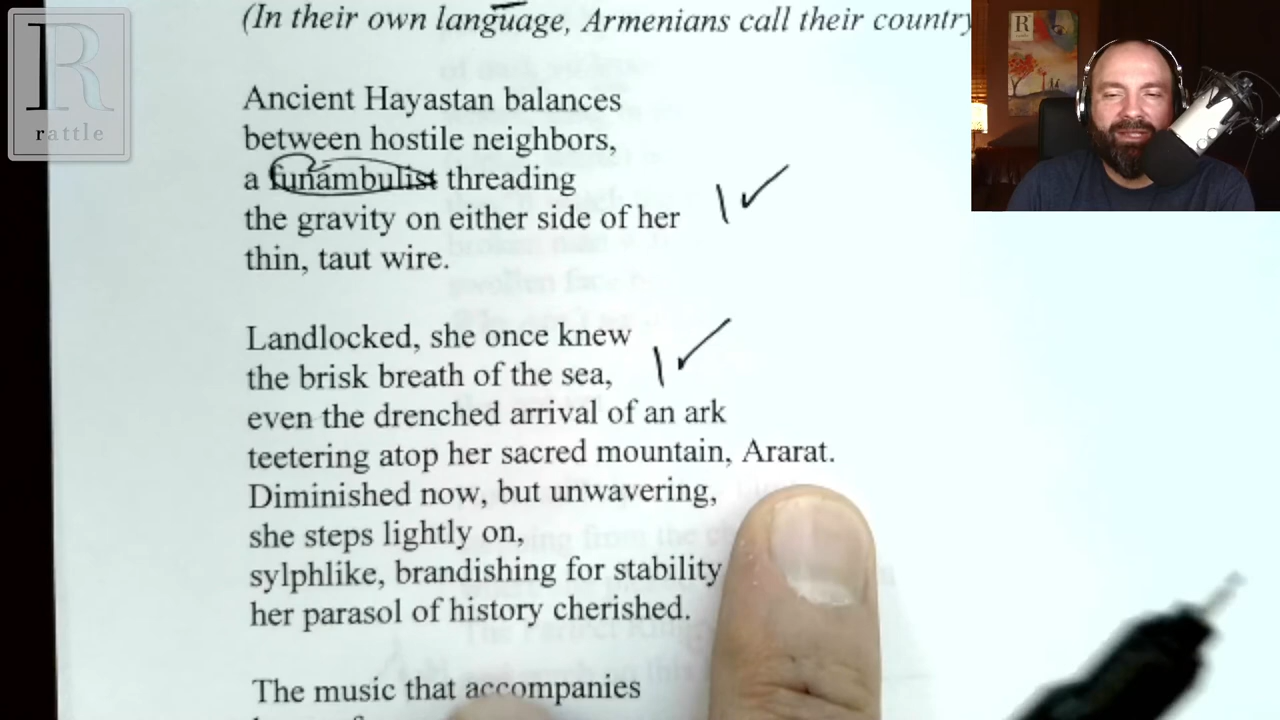 (In their own language, Armenians call their country
Ancient Hayastan balances
between hostile neighbors,
a funambulist threading
the gravity on either side of her
thin, taut wire.
Landlocked, she once knew
the brisk breath of the sea,
even the drenched arrival of an ark
teetering atop her sacred mountain, Ararat.
Diminished now, but unwavering,
she steps lightly on,
sylphlike, brandishing for stability
her parasol of history cherished.
The music that accompanies
R
rattle
R